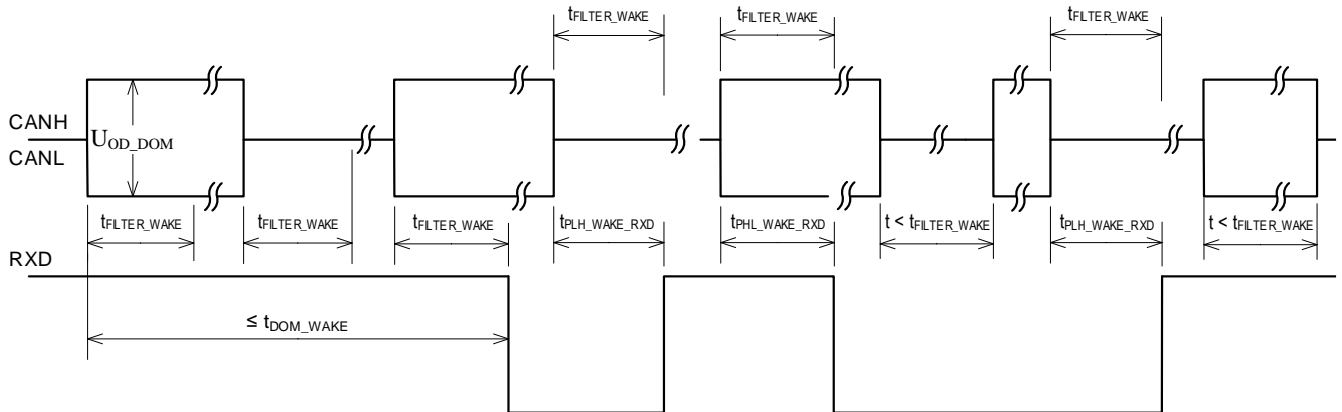 tFILTER_WAKE tFILTER_WAKE tFILTER_WAKE
CANH
UOD_DOM
CANL
tFILTER_WAKE tFILTER_WAKE tFILTER_WAKE tPLH_WAKE_RXD tPHL_WAKE_RXD t < tFILTER_WAKE tPLH_WAKE_RXD t < tFILTER_WAKE
RXD
≤ tDOM_WAKE